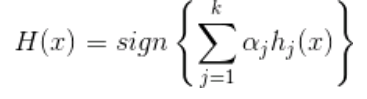 H(x) = sign { ∑_{j=1}^{k} α_j h_j(x) }